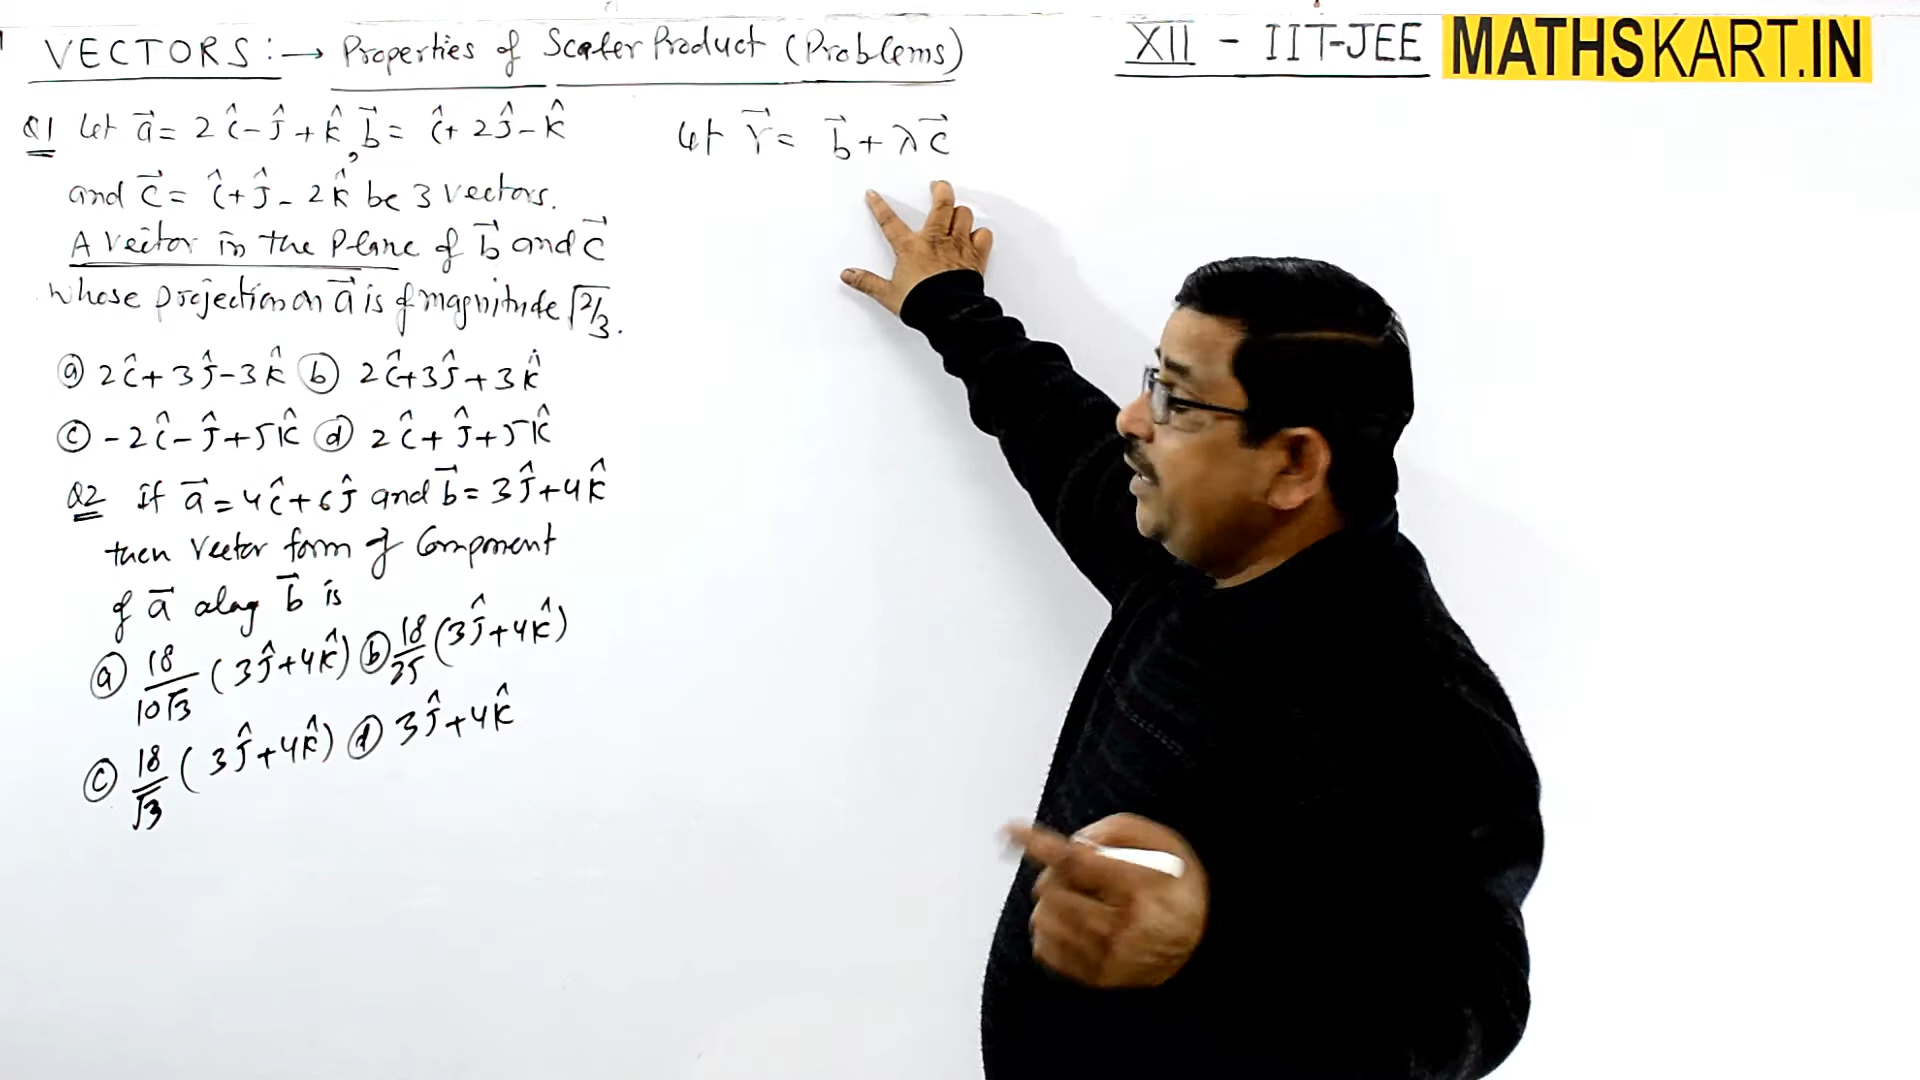 VECTORS :→ Properties of Scaler Product (Problems)
XII - IIT-JEE
MATHSKART.IN
Q1 Let a⃗ = 2î - ĵ + k̂, b⃗ = î + 2ĵ - k̂
and c⃗ = î + ĵ - 2k̂ be 3 vectors.
A vector in the plane of b⃗ and c⃗
whose projection on a⃗ is of magnitude √2/3.
(a) 2î + 3ĵ - 3k̂ (b) 2î + 3ĵ + 3k̂
(c) -2î - ĵ + 5k̂ (d) 2î + ĵ + 5k̂
Q2 if a⃗ = 4î + 6ĵ and b⃗ = 3ĵ + 4k̂
then vector form of component
of a⃗ along b⃗ is
(a) 18/10√3 (3ĵ + 4k̂) (b) 18/25 (3ĵ + 4k̂)
(c) 18/√3 (3ĵ + 4k̂) (d) 3ĵ + 4k̂
Let r⃗ = b⃗ + λc⃗